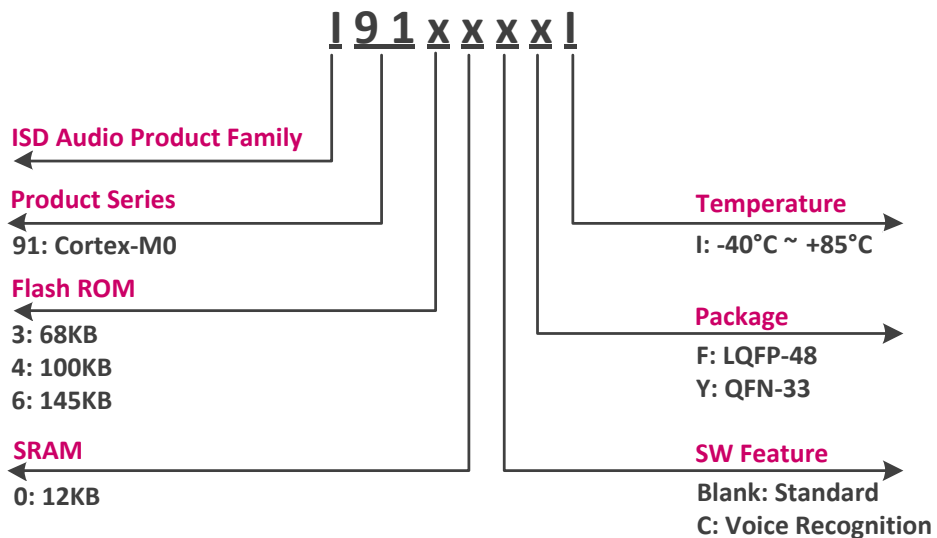 I 9 1 x x x x I
ISD Audio Product Family
Product Series
91: Cortex-M0
Flash ROM
3: 68KB
4: 100KB
6: 145KB
SRAM
0: 12KB
Temperature
I: -40°C ~ +85°C
Package
F: LQFP-48
Y: QFN-33
SW Feature
Blank: Standard
C: Voice Recognition